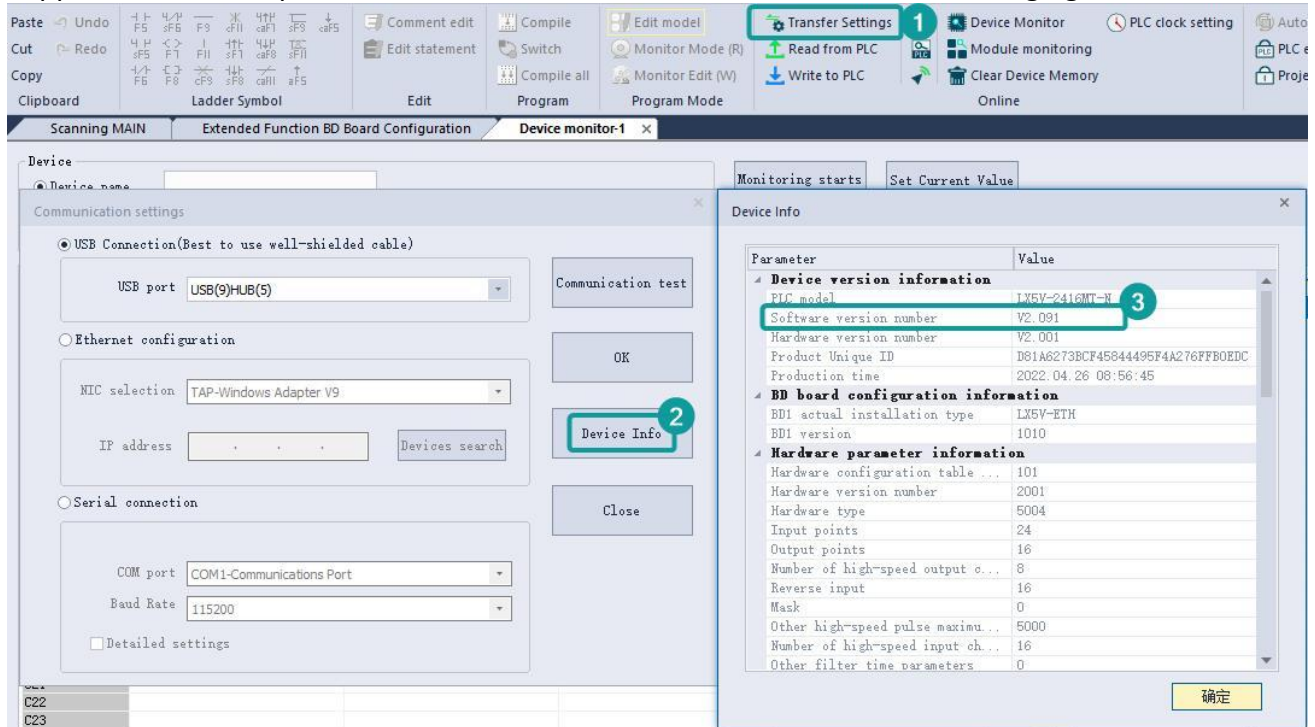 Paste Undo F5 sF5 F7 cF11 caF1 sF9 caF5 Comment edit Compile Edit model Transfer Settings 1 Device Monitor PLC clock setting Auto
Cut Redo sF5 F7 F11 sF7 caF8 sF11 Edit statement Switch Monitor Mode (R) Read from PLC Module monitoring PLC e
Copy F6 F8 cF9 sF8 caF11 aF5 Compile all Monitor Edit (W) Write to PLC Clear Device Memory Proje
Clipboard Ladder Symbol Edit Program Program Mode Online
Scanning MAIN Extended Function BD Board Configuration Device monitor-1 ×
Device
Device name Monitoring starts Set Current Value
Communication settings
USB Connection(Best to use well-shielded cable)
USB port USB(9)HUB(5)
Communication test
Ethernet configuration
OK
NIC selection TAP-Windows Adapter V9
2
IP address . . . Devices search Device Info
Serial connection
Close
COM port COM1-Communications Port
Baud Rate 115200
Detailed settings
Device Info
Parameter Value
Device version information
PLC model LX5V-2416MT-N 3
Software version number V2.091
Hardware version number V2.001
Product Unique ID D81A6273BCF45844495F4A276FFB0EDC
Production time 2022.04.26 08:56:45
BD board configuration information
BD1 actual installation type LX5V-ETH
BD1 version 1010
Hardware parameter information
Hardware configuration table ... 101
Hardware version number 2001
Hardware type 5004
Input points 24
Output points 16
Number of high-speed output c... 8
Reverse input 16
Mask 0
Other high-speed pulse maximu... 5000
Number of high-speed input ch... 16
Other filter time parameters 0
确定
C22
C23